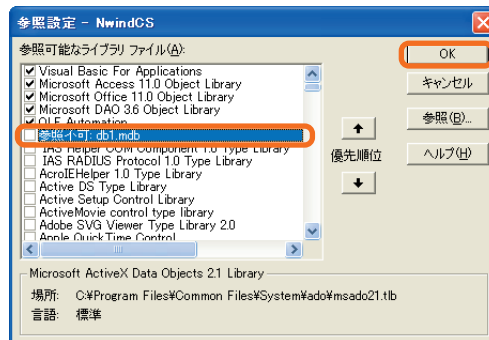 参照設定 - NwindCS
参照可能なライブラリ ファイル(A):
Visual Basic For Applications
Microsoft Access 11.0 Object Library
Microsoft Office 11.0 Object Library
Microsoft DAO 3.6 Object Library
OLE Automation
参照不可: db1.mdb
IAS Helper COM Component 1.0 Type Library
IAS RADIUS Protocol 1.0 Type Library
AcroIEHelper 1.0 Type Library
Active DS Type Library
Active Setup Control Library
ActiveMovie control type library
Adobe SVG Viewer Type Library 2.0
Apple QuickTime Control
OK
キャンセル
参照(B)...
優先順位
ヘルプ(H)
Microsoft ActiveX Data Objects 2.1 Library
場所: C:¥Program Files¥Common Files¥System¥ado¥msado21.tlb
言語: 標準